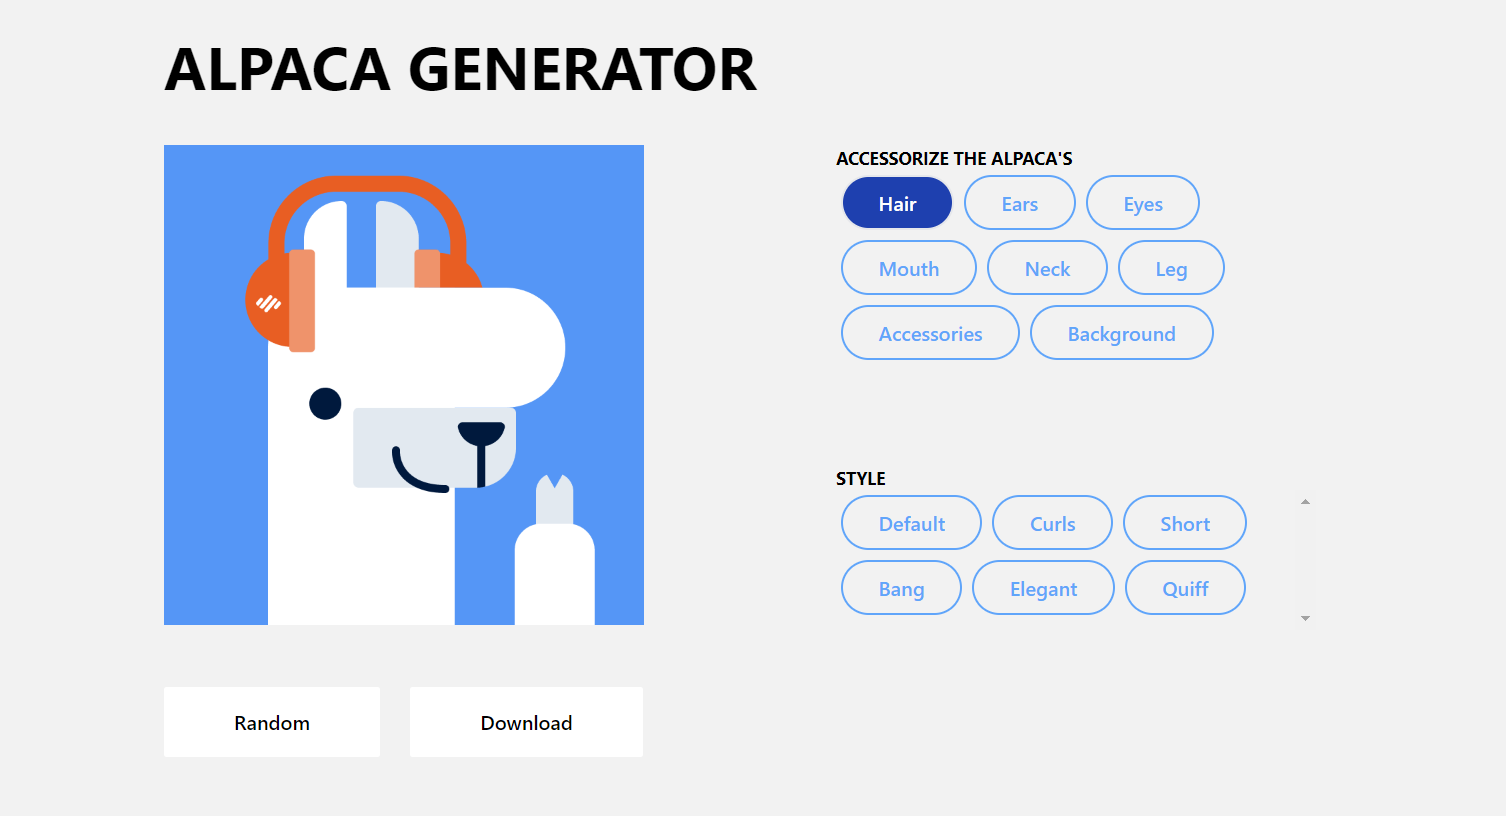 ALPACA GENERATOR
ACCESSORIZE THE ALPACA'S
Hair Ears Eyes
Mouth Neck Leg
Accessories Background
STYLE
Default Curls Short
Bang Elegant Quiff
Random Download